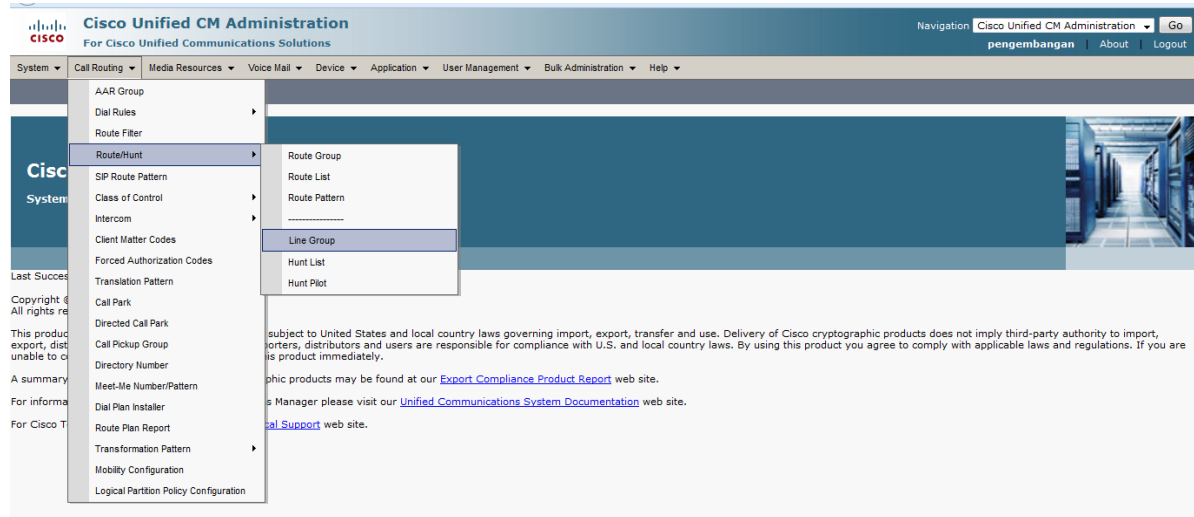 Cisco Unified CM Administration
For Cisco Unified Communications Solutions
CISCO
Navigation Cisco Unified CM Administration Go
pengembangan About Logout
System Call Routing Media Resources Voice Mail Device Application User Management Bulk Administration Help
AAR Group
Dial Rules
Route Filter
Route/Hunt
SIP Route Pattern
Class of Control
Intercom
Client Matter Codes
Forced Authorization Codes
Translation Pattern
Call Park
Directed Call Park
Call Pickup Group
Directory Number
Meet-Me Number/Pattern
Dial Plan Installer
Route Plan Report
Transformation Pattern
Mobility Configuration
Logical Partition Policy Configuration
Route Group
Route List
Route Pattern
----------------
Line Group
Hunt List
Hunt Pilot
Cisc
System
Last Succes
Copyright
All rights re
This produc subject to United States and local country laws governing import, export, transfer and use. Delivery of Cisco cryptographic products does not imply third-party authority to import,
export, dist orters, distributors and users are responsible for compliance with U.S. and local country laws. By using this product you agree to comply with applicable laws and regulations. If you are
unable to c is product immediately.
A summary phic products may be found at our Export Compliance Product Report web site.
For informa s Manager please visit our Unified Communications System Documentation web site.
For Cisco T cal Support web site.